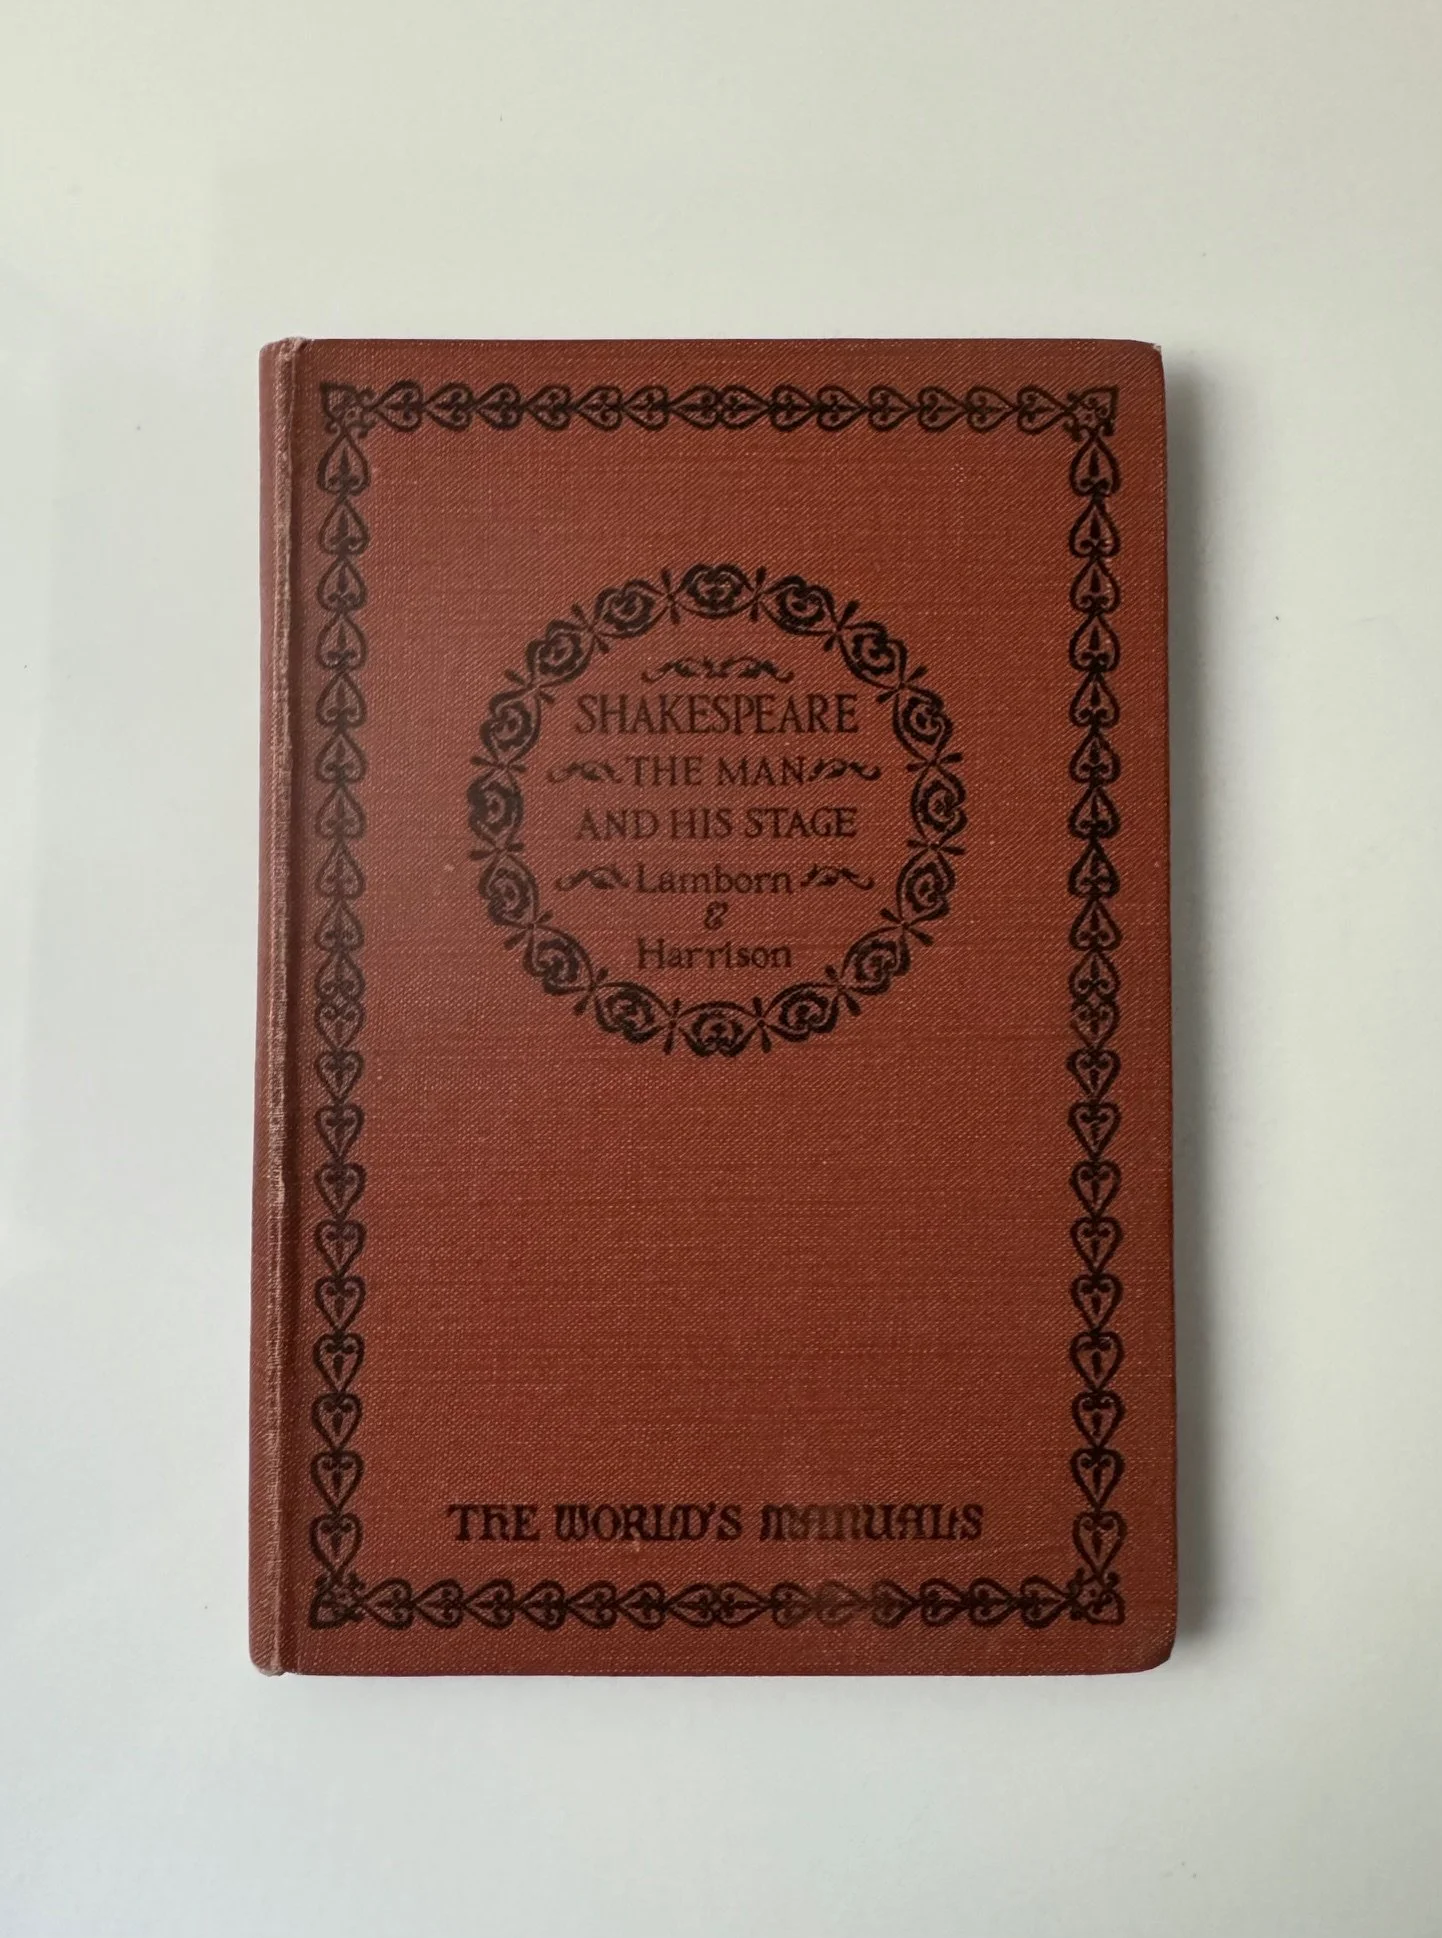 SHAKESPEARE
THE MAN
AND HIS STAGE
Lamborn
&
Harrison
THE WORLD'S MANUALS